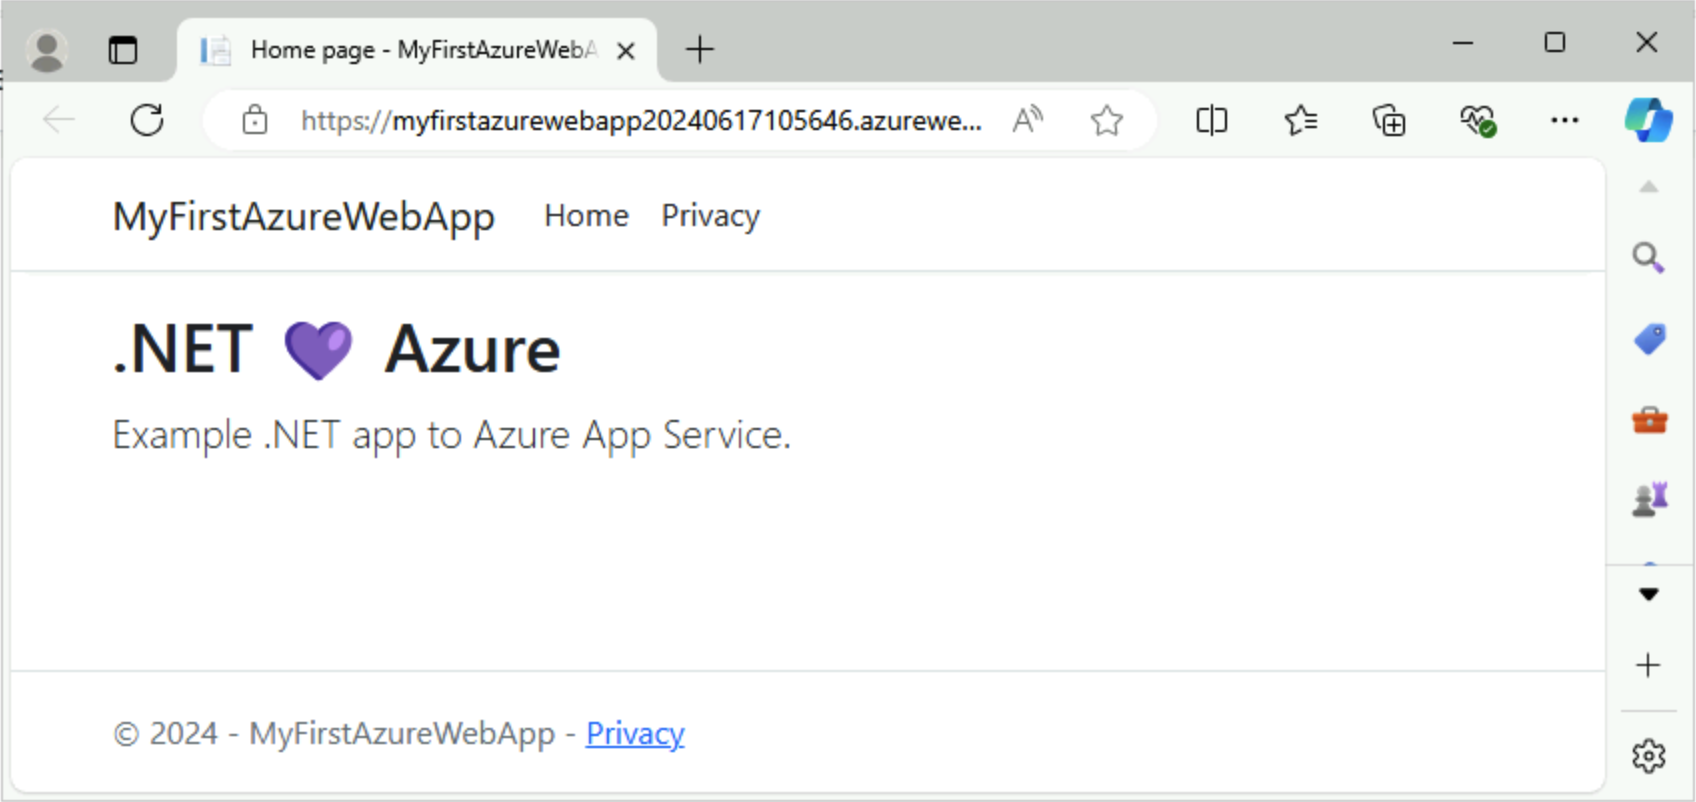 Home page - MyFirstAzureWebA
https://myfirstazurewebapp20240617105646.azurewe...
MyFirstAzureWebApp Home Privacy
.NET 💜 Azure
Example .NET app to Azure App Service.
© 2024 - MyFirstAzureWebApp - Privacy